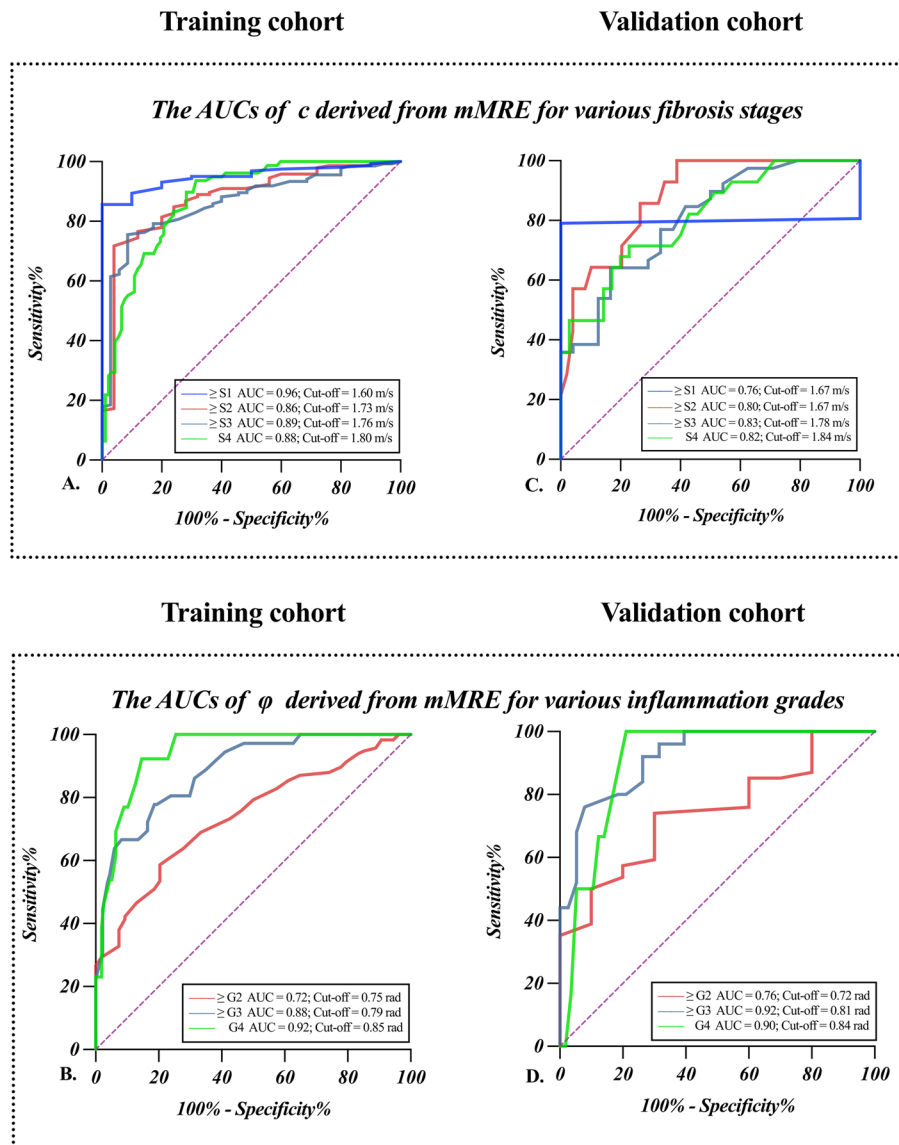 Training cohort
Validation cohort
The AUCs of c derived from mMRE for various fibrosis stages
100
80
60
40
20
0
Sensitivity%
≥ S1 AUC = 0.96; Cut-off = 1.60 m/s
≥ S2 AUC = 0.86; Cut-off = 1.73 m/s
≥ S3 AUC = 0.89; Cut-off = 1.76 m/s
S4 AUC = 0.88; Cut-off = 1.80 m/s
A.
0 20 40 60 80 100
100% - Specificity%
100
80
60
40
20
0
Sensitivity%
≥ S1 AUC = 0.76; Cut-off = 1.67 m/s
≥ S2 AUC = 0.80; Cut-off = 1.67 m/s
≥ S3 AUC = 0.83; Cut-off = 1.78 m/s
S4 AUC = 0.82; Cut-off = 1.84 m/s
C.
0 20 40 60 80 100
100% - Specificity%
Training cohort
Validation cohort
The AUCs of φ derived from mMRE for various inflammation grades
100
80
60
40
20
0
Sensitivity%
≥ G2 AUC = 0.72; Cut-off = 0.75 rad
≥ G3 AUC = 0.88; Cut-off = 0.79 rad
G4 AUC = 0.92; Cut-off = 0.85 rad
B.
0 20 40 60 80 100
100% - Specificity%
100
80
60
40
20
0
Sensitivity%
≥ G2 AUC = 0.76; Cut-off = 0.72 rad
≥ G3 AUC = 0.92; Cut-off = 0.81 rad
G4 AUC = 0.90; Cut-off = 0.84 rad
D.
0 20 40 60 80 100
100% - Specificity%